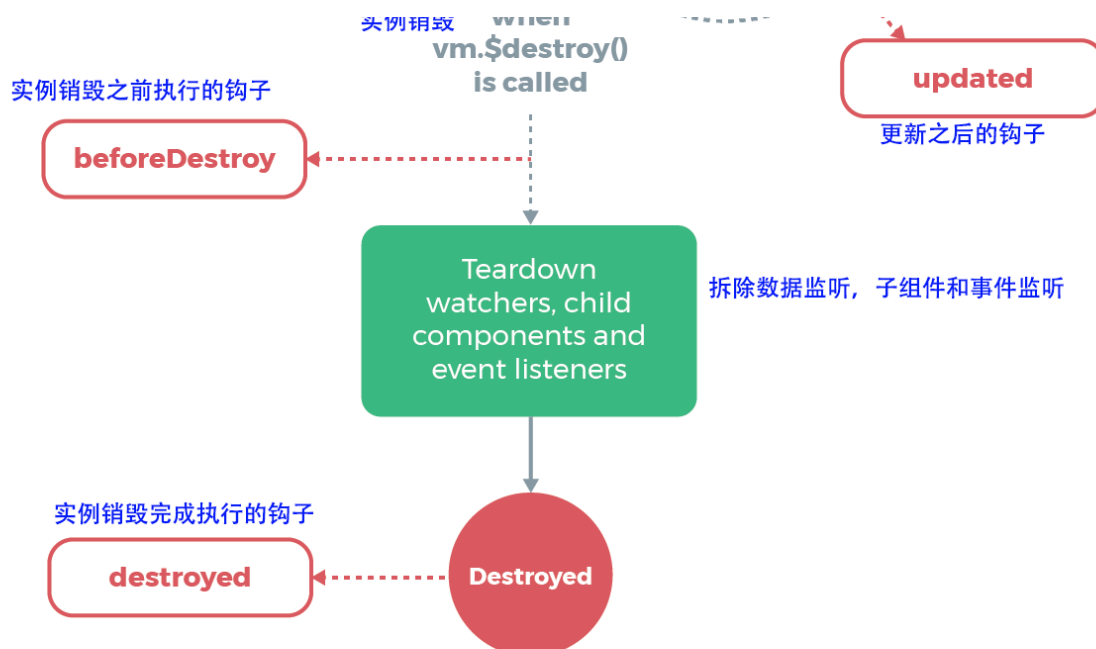 实例销毁
when
vm.$destroy()
is called
updated
更新之后的钩子
实例销毁之前执行的钩子
beforeDestroy
Teardown
watchers, child
components and
event listeners
拆除数据监听，子组件和事件监听
实例销毁完成执行的钩子
destroyed
Destroyed